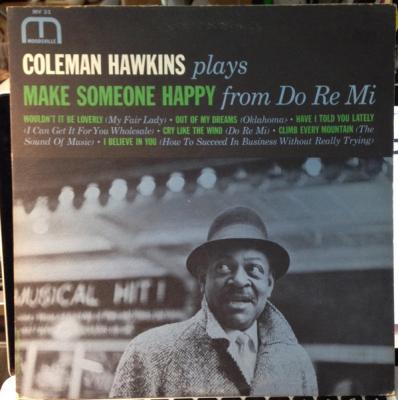 MV 31
MOODSVILLE
COLEMAN HAWKINS plays
MAKE SOMEONE HAPPY from Do Re Mi
WOULDN'T IT BE LOVERLY (My Fair Lady) • OUT OF MY DREAMS (Oklahoma) • HAVE I TOLD YOU LATELY
(I Can Get It For You Wholesale) • CRY LIKE THE WIND (Do Re Mi) • CLIMB EVERY MOUNTAIN (The
Sound Of Music) • I BELIEVE IN YOU (How To Succeed In Business Without Really Trying)
MUSICAL HIT!